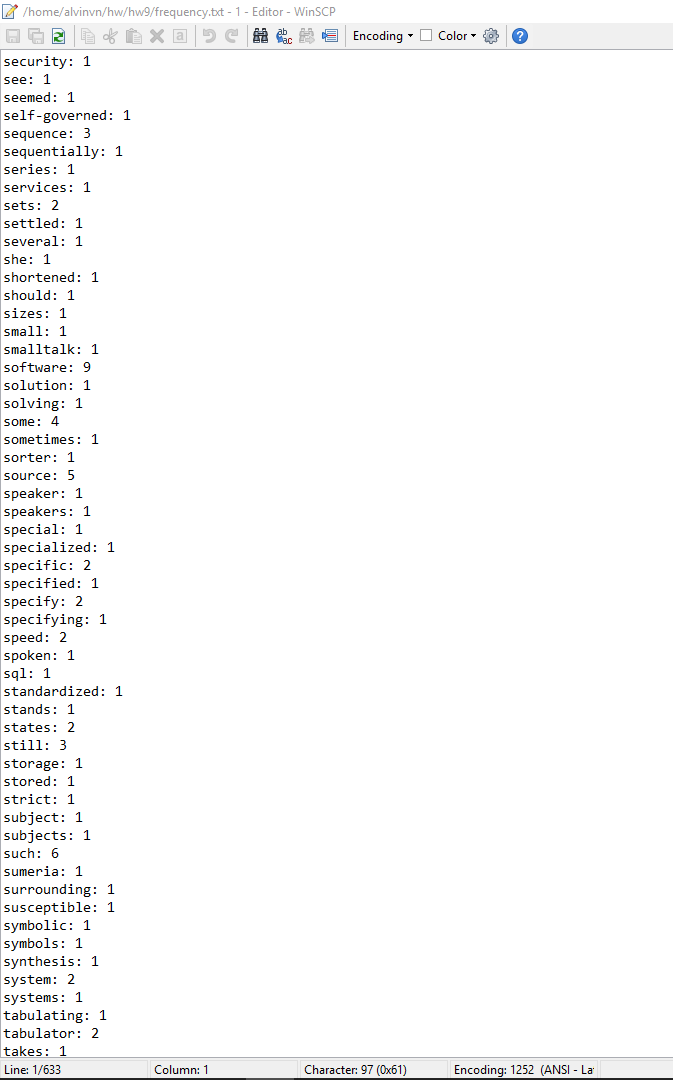 /home/alvinvn/hw/hw9/frequency.txt - 1 - Editor - WinSCP
Encoding Color
security: 1
see: 1
seemed: 1
self-governed: 1
sequence: 3
sequentially: 1
series: 1
services: 1
sets: 2
settled: 1
several: 1
she: 1
shortened: 1
should: 1
sizes: 1
small: 1
smalltalk: 1
software: 9
solution: 1
solving: 1
some: 4
sometimes: 1
sorter: 1
source: 5
speaker: 1
speakers: 1
special: 1
specialized: 1
specific: 2
specified: 1
specify: 2
specifying: 1
speed: 2
spoken: 1
sql: 1
standardized: 1
stands: 1
states: 2
still: 3
storage: 1
stored: 1
strict: 1
subject: 1
subjects: 1
such: 6
sumeria: 1
surrounding: 1
susceptible: 1
symbolic: 1
symbols: 1
synthesis: 1
system: 2
systems: 1
tabulating: 1
tabulator: 2
takes: 1
Line: 1/633 Column: 1 Character: 97 (0x61) Encoding: 1252 (ANSI - La